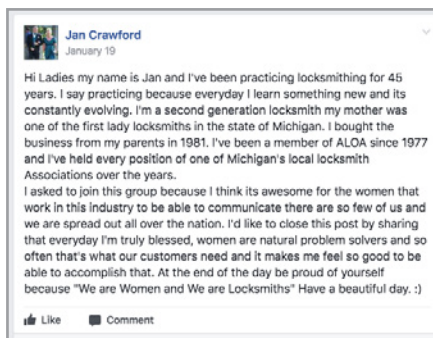 Jan Crawford
January 19
Hi Ladies my name is Jan and I've been practicing locksmithing for 45
years. I say practicing because everyday I learn something new and its
constantly evolving. I'm a second generation locksmith my mother was
one of the first lady locksmiths in the state of Michigan. I bought the
business from my parents in 1981. I've been a member of ALOA since 1977
and I've held every position of one of Michigan's local locksmith
Associations over the years.
I asked to join this group because I think its awesome for the women that
work in this industry to be able to communicate there are so few of us and
we are spread out all over the nation. I'd like to close this post by sharing
that everyday I'm truly blessed, women are natural problem solvers and so
often that's what our customers need and it makes me feel so good to be
able to accomplish that. At the end of the day be proud of yourself
because "We are Women and We are Locksmiths" Have a beautiful day. :)
Like Comment